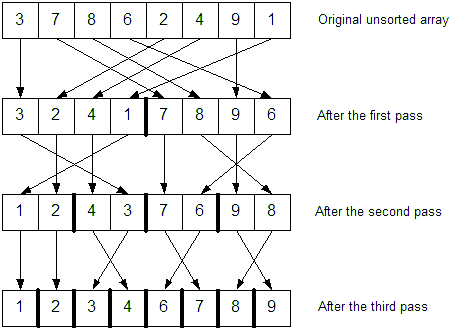 3 7 8 6 2 4 9 1 Original unsorted array
3 2 4 1 7 8 9 6 After the first pass
1 2 4 3 7 6 9 8 After the second pass
1 2 3 4 6 7 8 9 After the third pass